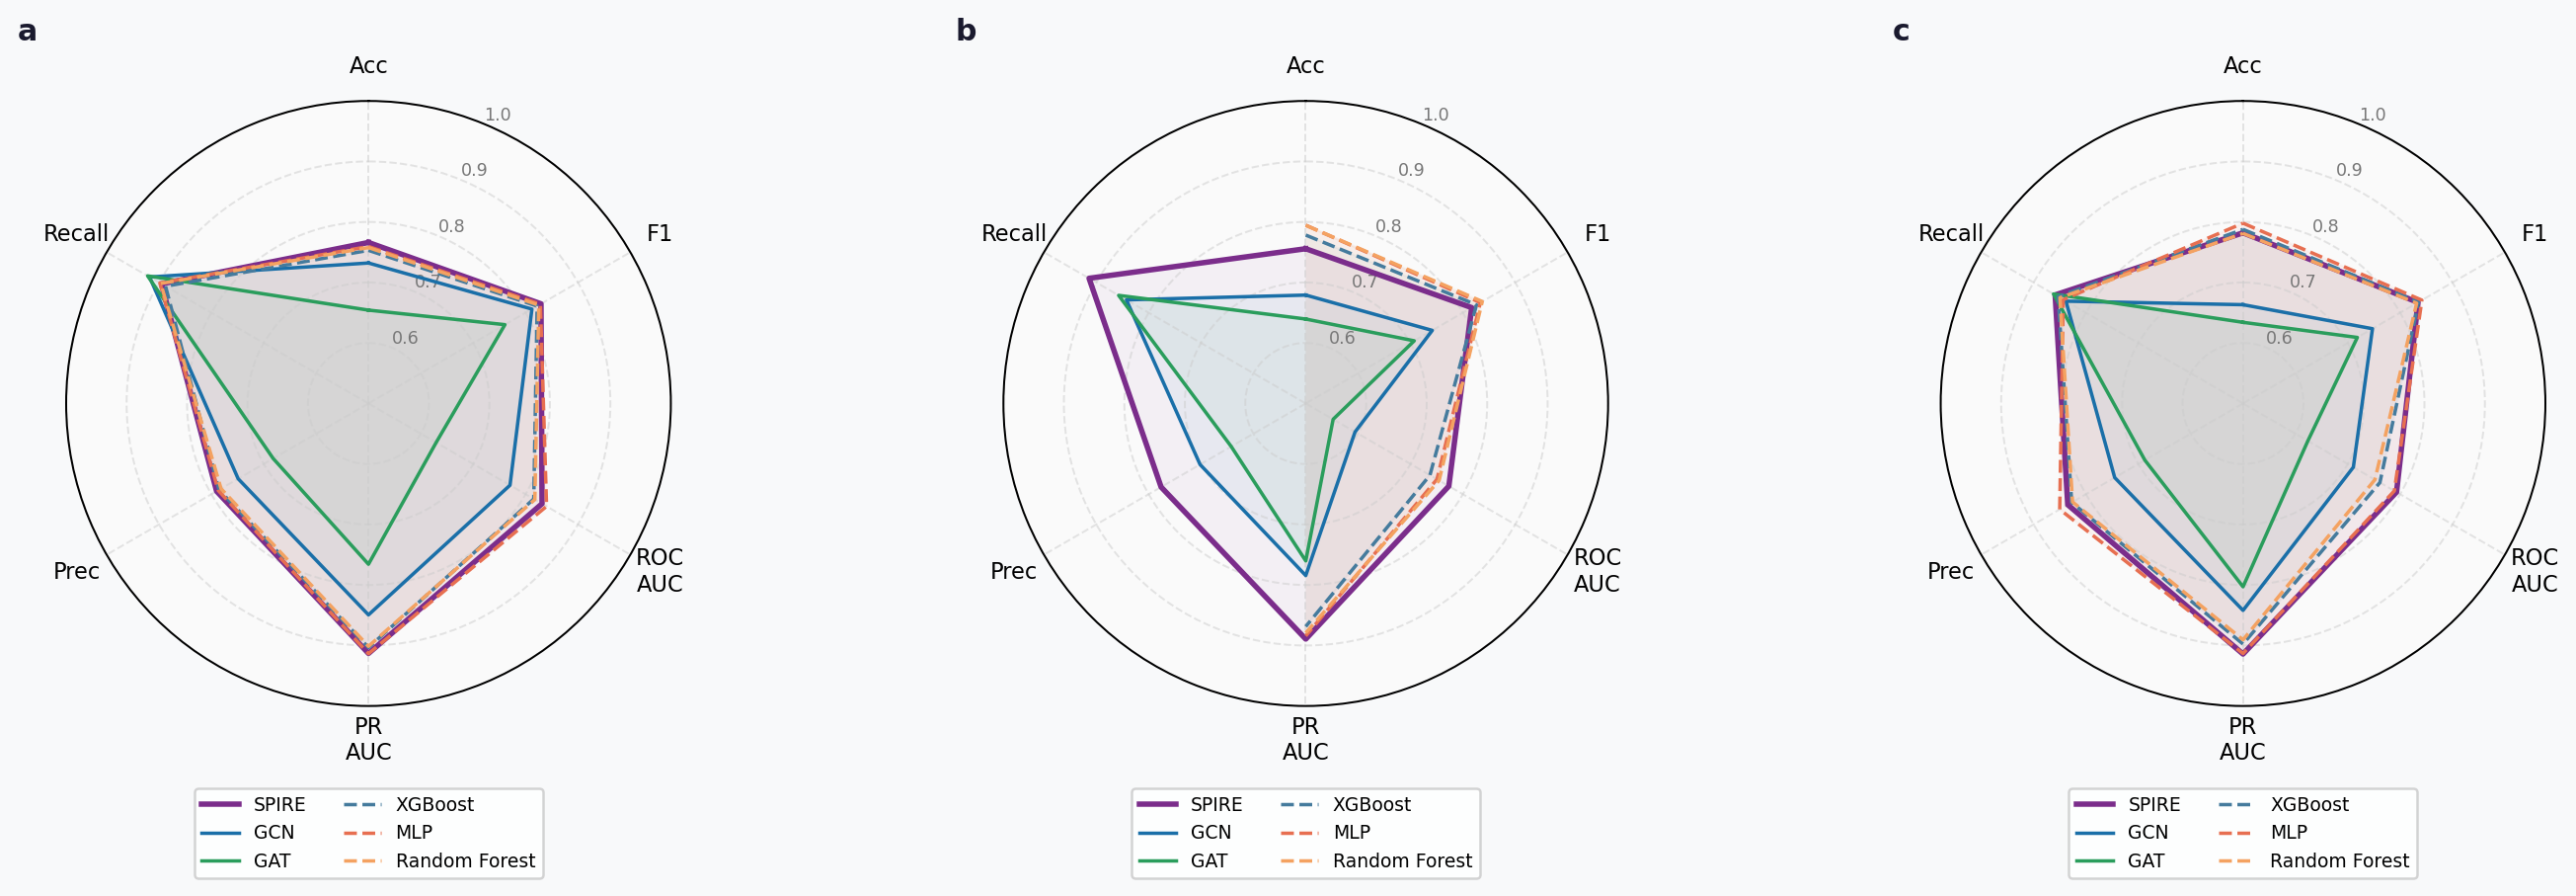 a
Acc
F1
ROC
AUC
PR
AUC
Prec
Recall
1.0
0.9
0.8
0.7
0.6
SPIRE
GCN
GAT
XGBoost
MLP
Random Forest
b
Acc
F1
ROC
AUC
PR
AUC
Prec
Recall
1.0
0.9
0.8
0.7
0.6
SPIRE
GCN
GAT
XGBoost
MLP
Random Forest
c
Acc
F1
ROC
AUC
PR
AUC
Prec
Recall
1.0
0.9
0.8
0.7
0.6
SPIRE
GCN
GAT
XGBoost
MLP
Random Forest